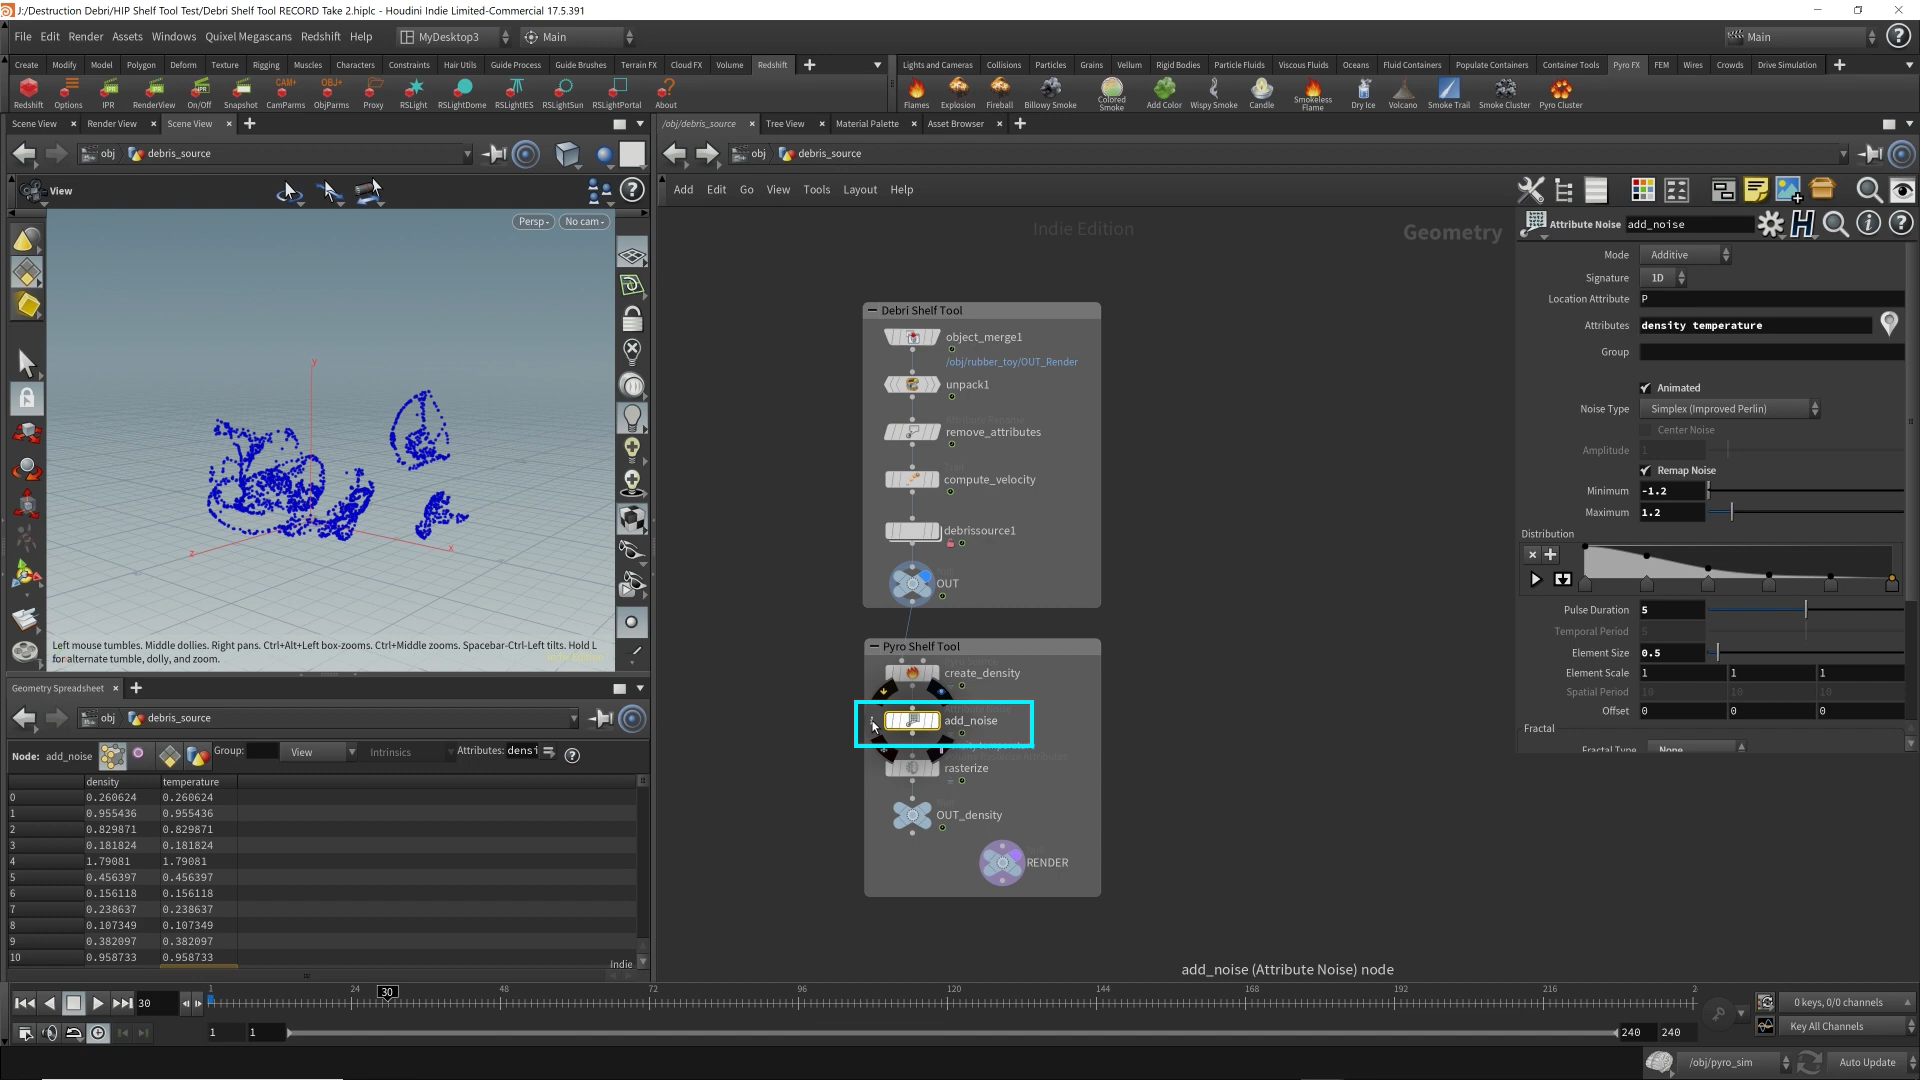 J:/Destruction Debri/HIP Shelf Tool Test/Debri Shelf Tool RECORD Take 2.hiplc - Houdini Indie Limited-Commercial 17.5.391
File Edit Render Assets Windows Quixel Megascans Redshift Help MyDesktop3 Main Main
Create Modify Model Polygon Deform Texture Rigging Muscles Characters Constraints Hair Utils Guide Process Guide Brushes Terrain FX Cloud FX Volume Redshift
Lights and Cameras Collisions Particles Grains Vellum Rigid Bodies Particle Fluids Viscous Fluids Oceans Fluid Containers Populate Containers Container Tools Pyro FX FEM Wires Crowds Drive Simulation
Redshift Options IPR RenderView On/Off Snapshot CamParms ObjParms Proxy RSLight RSLightDome RSLightIES RSLightSun RSLightPortal About
Flames Explosion Fireball Billowy Smoke Colored Smoke Add Color Wispy Smoke Candle Smokeless Flame Dry Ice Volcano Smoke Trail Smoke Cluster Pyro Cluster
Scene View Render View Scene View
/obj/debris_source Tree View Material Palette Asset Browser
obj debris_source
obj debris_source
View
Add Edit Go View Tools Layout Help
Persp No cam
Indie Edition
Geometry
Attribute Noise add_noise
Mode Additive
Signature 1D
Location Attribute P
Attributes density temperature
Group
Animated
Noise Type Simplex (Improved Perlin)
Center Noise
Amplitude 1
Remap Noise
Minimum -1.2
Maximum 1.2
Distribution
Pulse Duration 5
Temporal Period 5
Element Size 0.5
Element Scale 1 1 1
Spatial Period 10 10 10
Offset 0 0 0
Fractal
Fractal Type None
y
z
x
Left mouse tumbles. Middle dollies. Right pans. Ctrl+Alt+Left box-zooms. Ctrl+Middle zooms. Spacebar-Ctrl-Left tilts. Hold L
for alternate tumble, dolly, and zoom.
Debri Shelf Tool
object_merge1
/obj/rubber_toy/OUT_Render
unpack1
remove_attributes
compute_velocity
debrissource1
OUT
Pyro Shelf Tool
create_density
add_noise
rasterize
OUT_density
RENDER
add_noise (Attribute Noise) node
Geometry Spreadsheet
obj debris_source
Node: add_noise Group: View Intrinsics Attributes: densi
density temperature
0 0.260624 0.260624
1 0.955436 0.955436
2 0.829871 0.829871
3 0.181824 0.181824
4 1.79081 1.79081
5 0.456397 0.456397
6 0.156118 0.156118
7 0.238637 0.238637
8 0.107349 0.107349
9 0.382097 0.382097
10 0.958733 0.958733
Indie
30 1 24 30 48 72 96 120 144 168 192 216 2
0 keys, 0/0 channels
1 1 240 240
Key All Channels
/obj/pyro_sim Auto Update